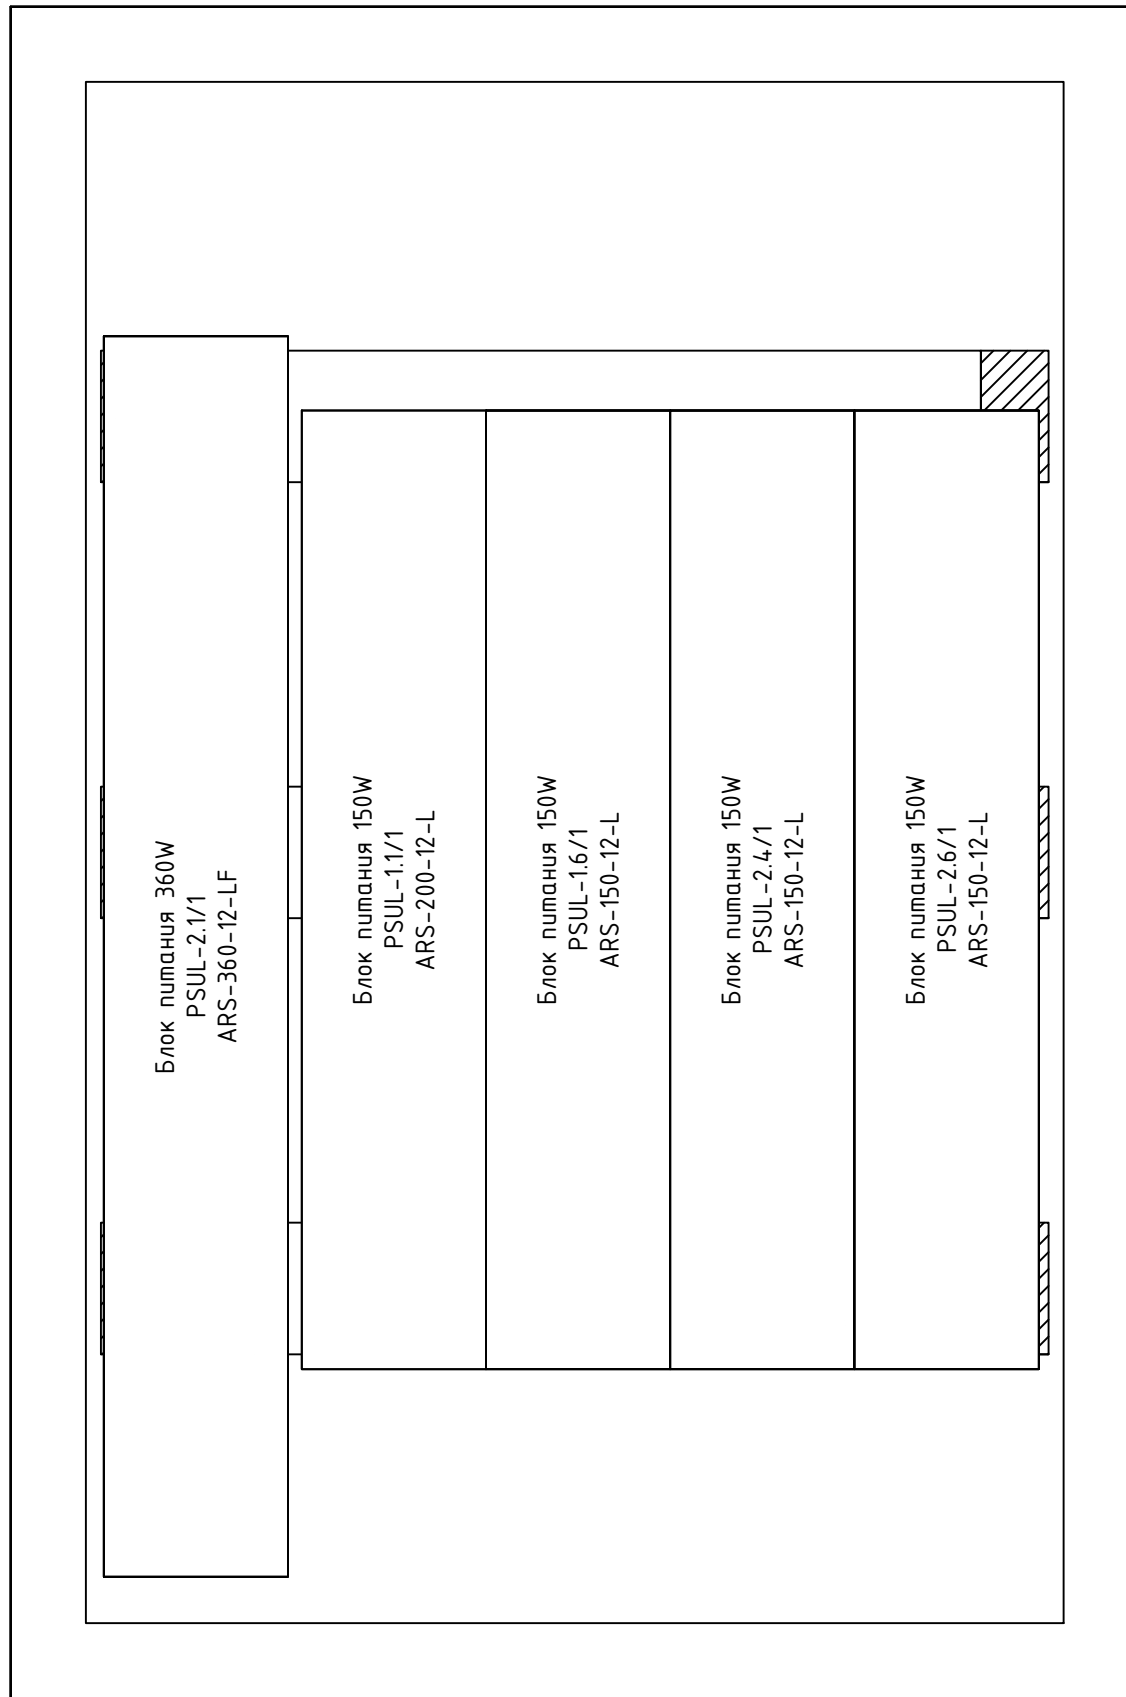 Блок питания 360W
PSUL-2.1/1
ARS-360-12-LF
Блок питания 150W
PSUL-1.1/1
ARS-200-12-L
Блок питания 150W
PSUL-1.6/1
ARS-150-12-L
Блок питания 150W
PSUL-2.4/1
ARS-150-12-L
Блок питания 150W
PSUL-2.6/1
ARS-150-12-L